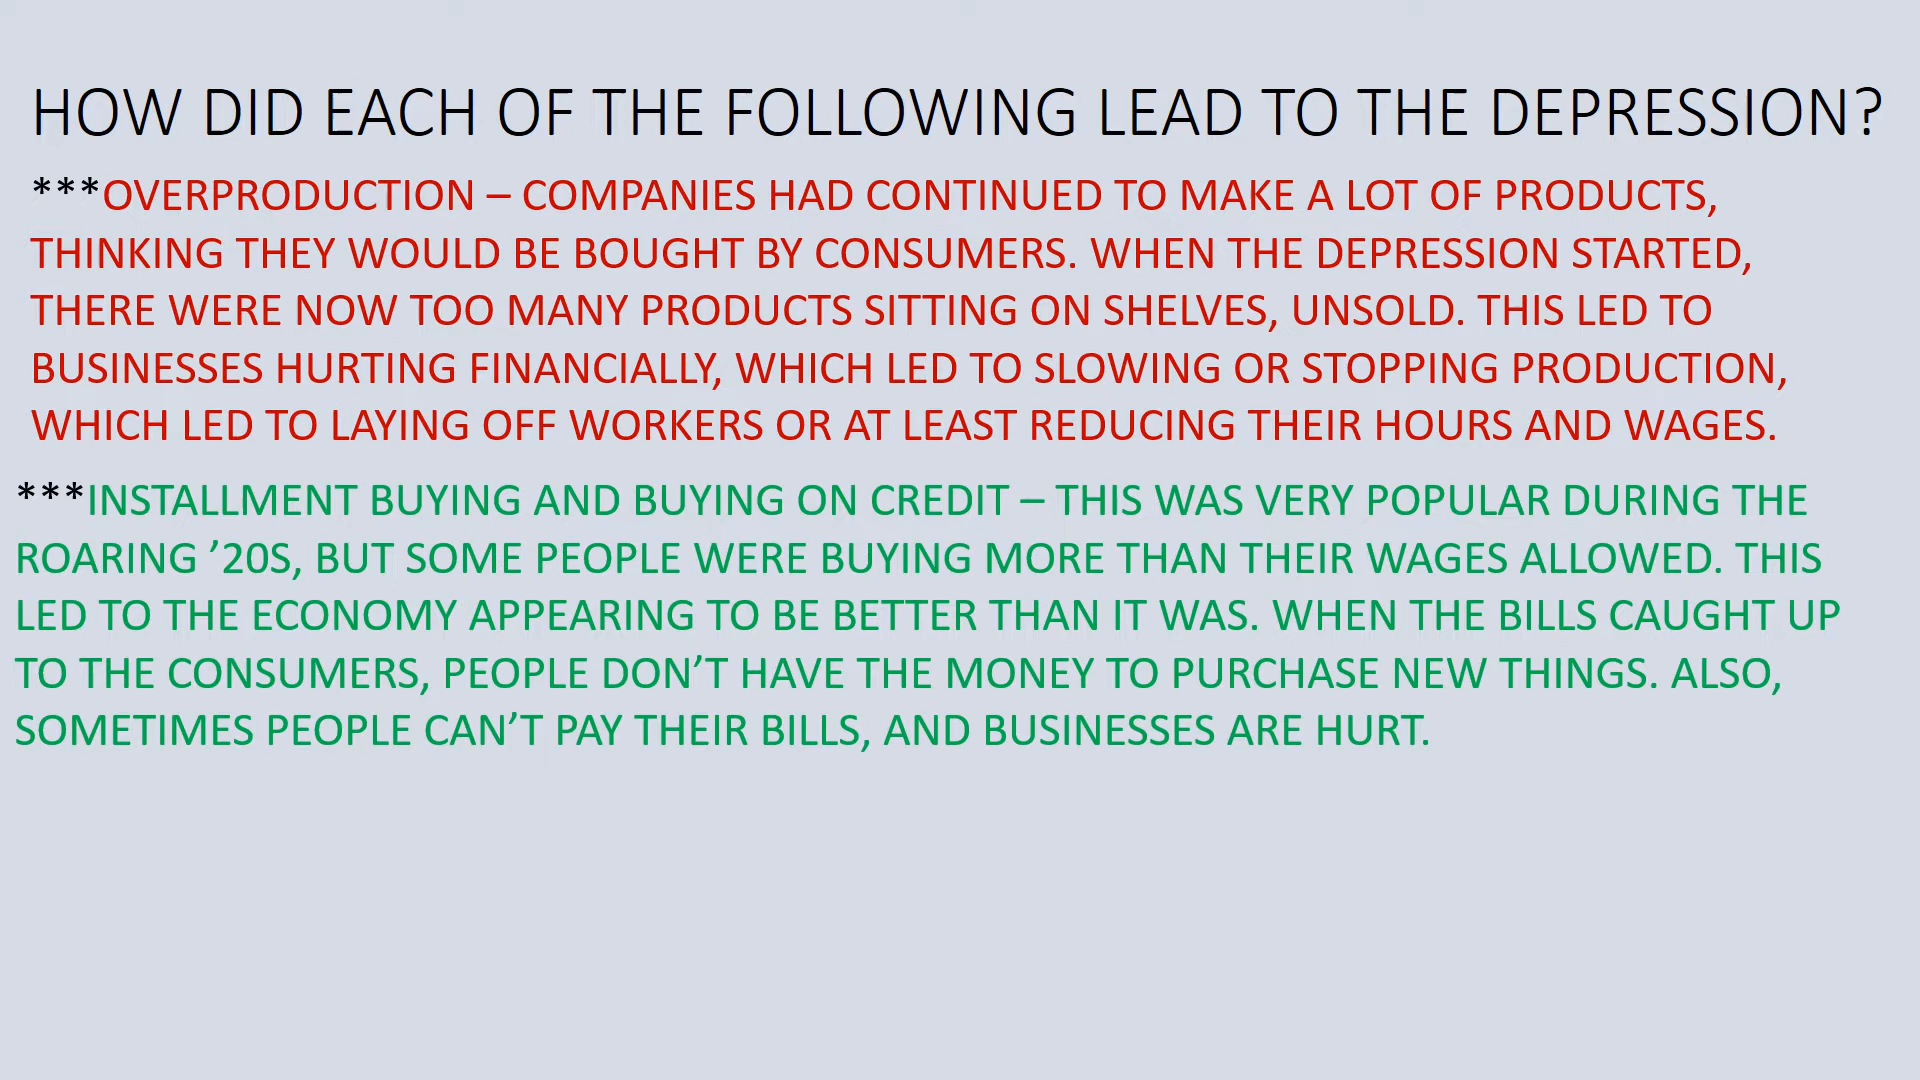 HOW DID EACH OF THE FOLLOWING LEAD TO THE DEPRESSION?
***OVERPRODUCTION – COMPANIES HAD CONTINUED TO MAKE A LOT OF PRODUCTS,
THINKING THEY WOULD BE BOUGHT BY CONSUMERS. WHEN THE DEPRESSION STARTED,
THERE WERE NOW TOO MANY PRODUCTS SITTING ON SHELVES, UNSOLD. THIS LED TO
BUSINESSES HURTING FINANCIALLY, WHICH LED TO SLOWING OR STOPPING PRODUCTION,
WHICH LED TO LAYING OFF WORKERS OR AT LEAST REDUCING THEIR HOURS AND WAGES.
***INSTALLMENT BUYING AND BUYING ON CREDIT – THIS WAS VERY POPULAR DURING THE
ROARING ’20S, BUT SOME PEOPLE WERE BUYING MORE THAN THEIR WAGES ALLOWED. THIS
LED TO THE ECONOMY APPEARING TO BE BETTER THAN IT WAS. WHEN THE BILLS CAUGHT UP
TO THE CONSUMERS, PEOPLE DON’T HAVE THE MONEY TO PURCHASE NEW THINGS. ALSO,
SOMETIMES PEOPLE CAN’T PAY THEIR BILLS, AND BUSINESSES ARE HURT.